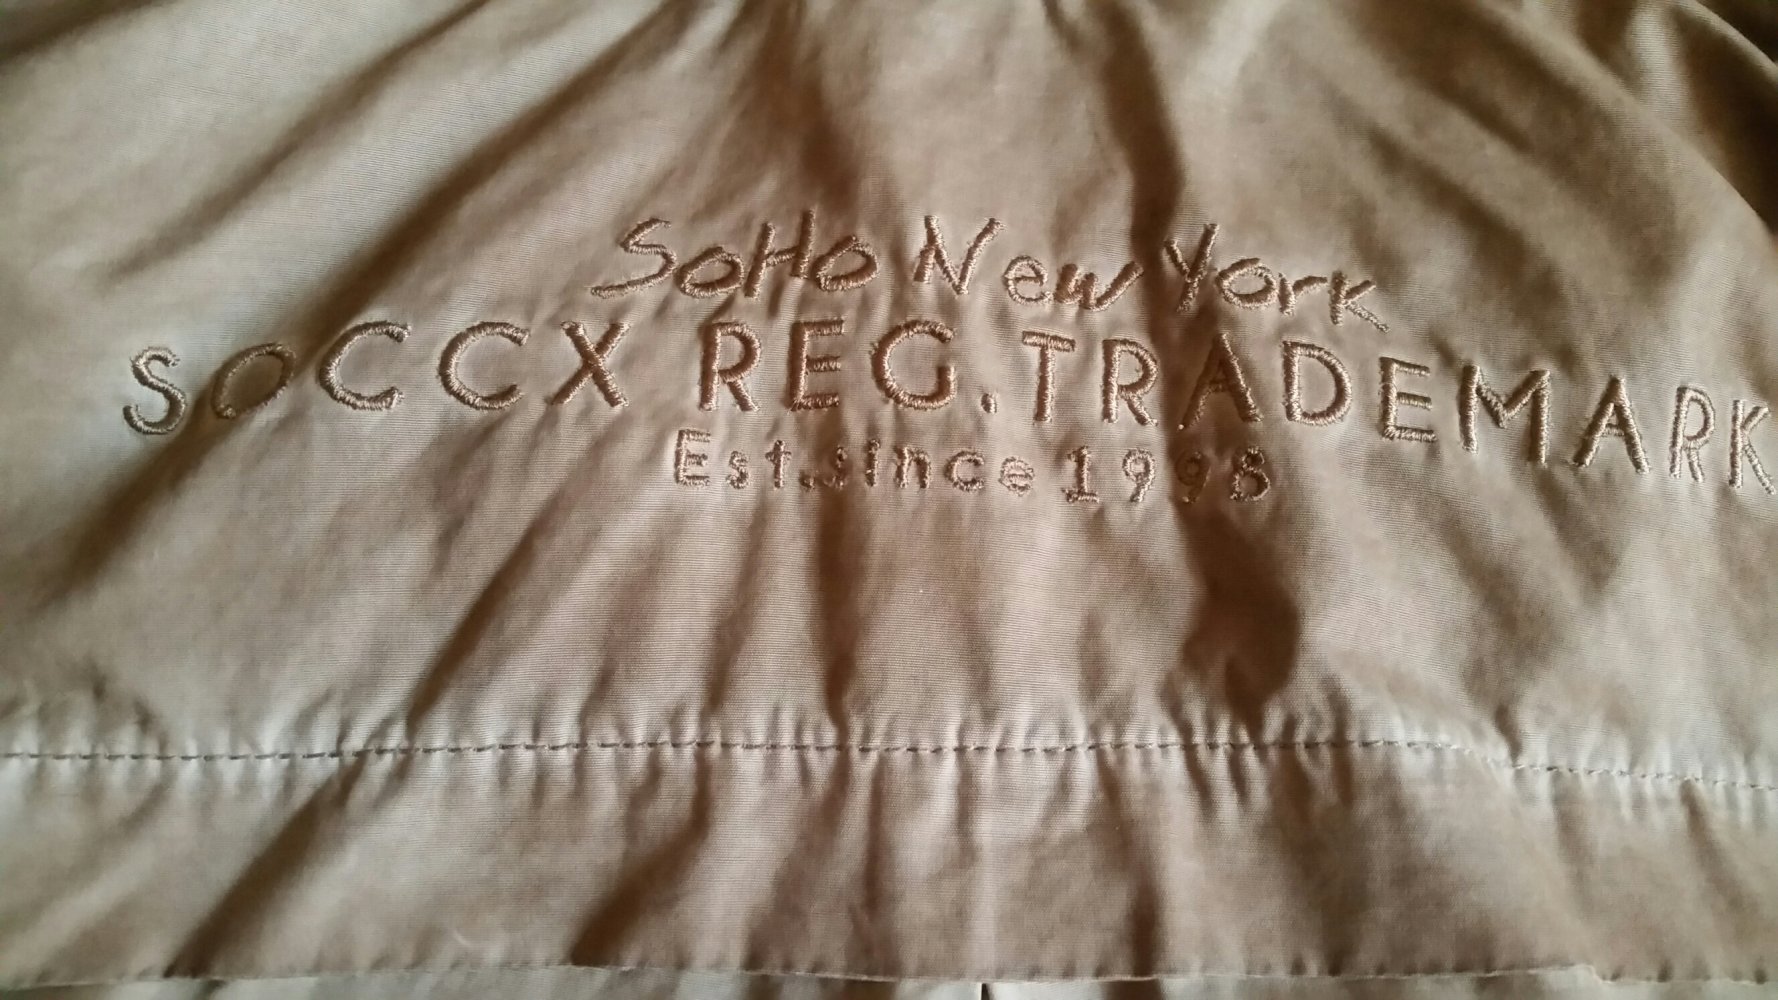 SoHo New York
SOCCX REG. TRADEMARK
Est. since 1998